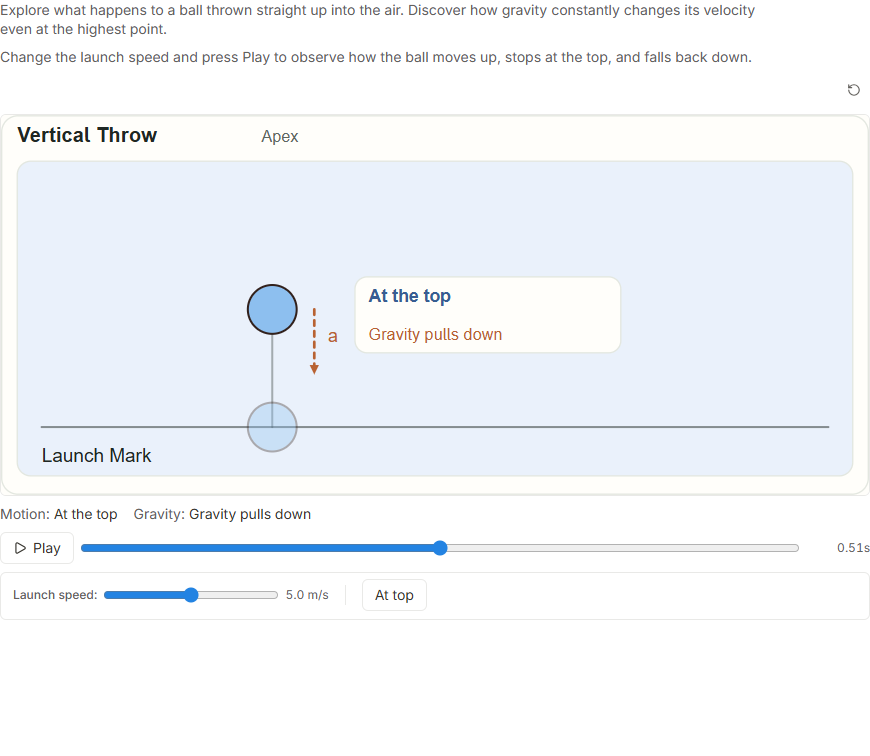 Explore what happens to a ball thrown straight up into the air. Discover how gravity constantly changes its velocity
even at the highest point.
Change the launch speed and press Play to observe how the ball moves up, stops at the top, and falls back down.
Vertical Throw
Apex
At the top
Gravity pulls down
a
Launch Mark
Motion: At the top Gravity: Gravity pulls down
Play 0.51s
Launch speed: 5.0 m/s At top